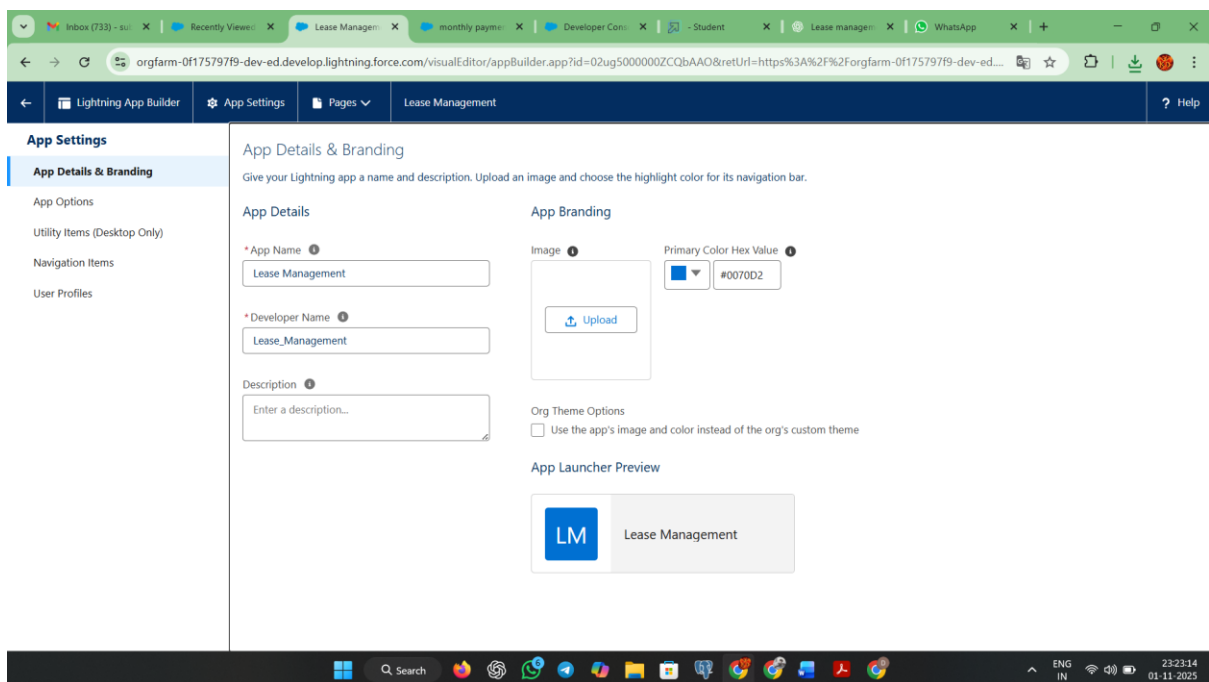 Inbox (733) - su
Recently Viewed
Lease Managem
monthly payme
Developer Cons
- Student
Lease managem
WhatsApp
orgfarm-0f175797f9-dev-ed.develop.lightning.force.com/visualEditor/appBuilder.app?id=02ug5000000ZCQbAAO&retUrl=https%3A%2F%2Forgfarm-0f175797f9-dev-ed....
Lightning App Builder
App Settings
Pages
Lease Management
? Help
App Settings
App Details & Branding
App Options
Utility Items (Desktop Only)
Navigation Items
User Profiles
App Details & Branding
Give your Lightning app a name and description. Upload an image and choose the highlight color for its navigation bar.
App Details
* App Name
Lease Management
* Developer Name
Lease_Management
Description
Enter a description...
App Branding
Image
Upload
Primary Color Hex Value
#0070D2
Org Theme Options
Use the app's image and color instead of the org's custom theme
App Launcher Preview
LM
Lease Management
Search
6
ENG
IN
23:23:14
01-11-2025